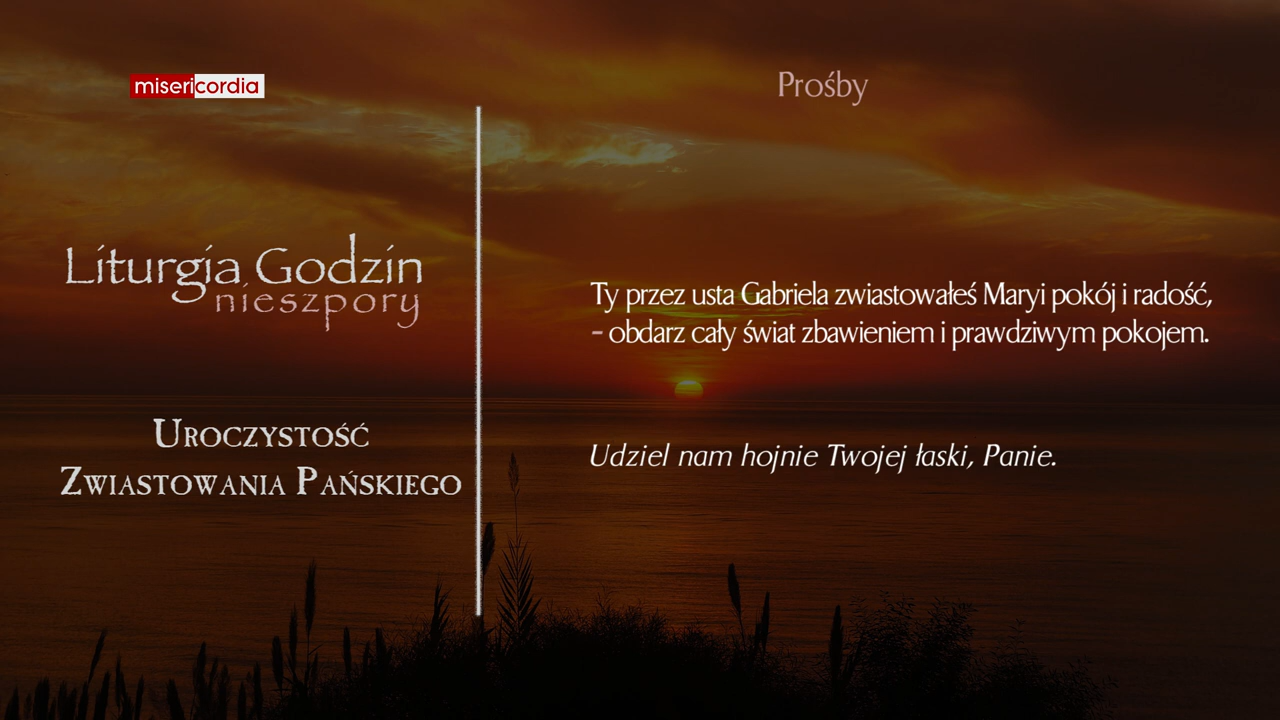 misericordia
Liturgia Godzin
nieszpory
Uroczystość
Zwiastowania Pańskiego
Prośby
Ty przez usta Gabriela zwiastowałeś Maryi pokój i radość,
– obdarz cały świat zbawieniem i prawdziwym pokojem.
Udziel nam hojnie Twojej łaski, Panie.